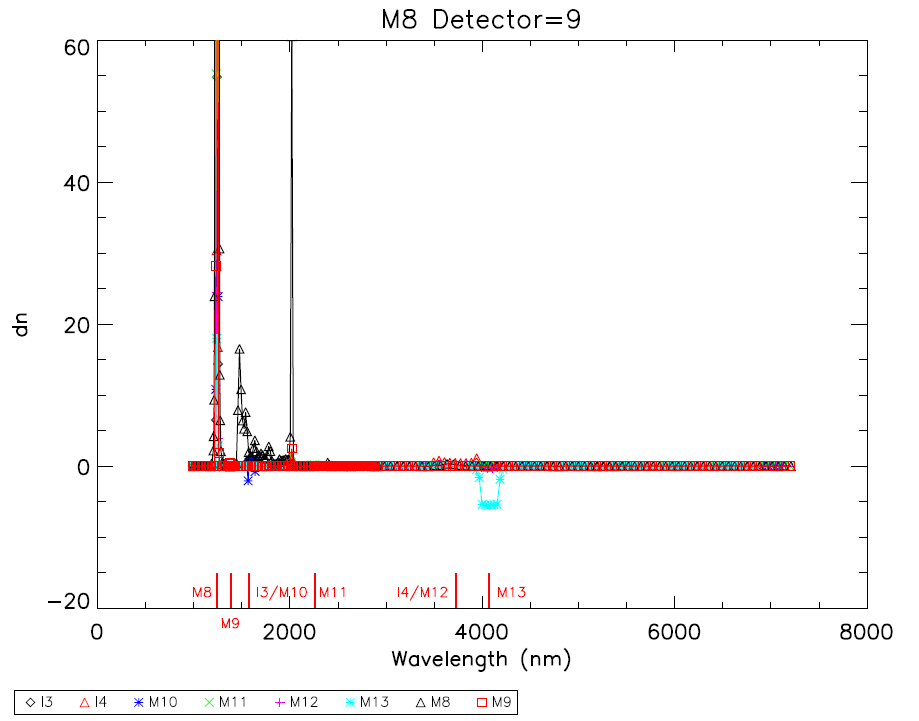 M8 Detector=9
60
40
20
0
-20
dn
M8
M9
I3/M10
M11
I4/M12
M13
0
2000
4000
6000
8000
Wavelength (nm)
I3
I4
M10
M11
M12
M13
M8
M9